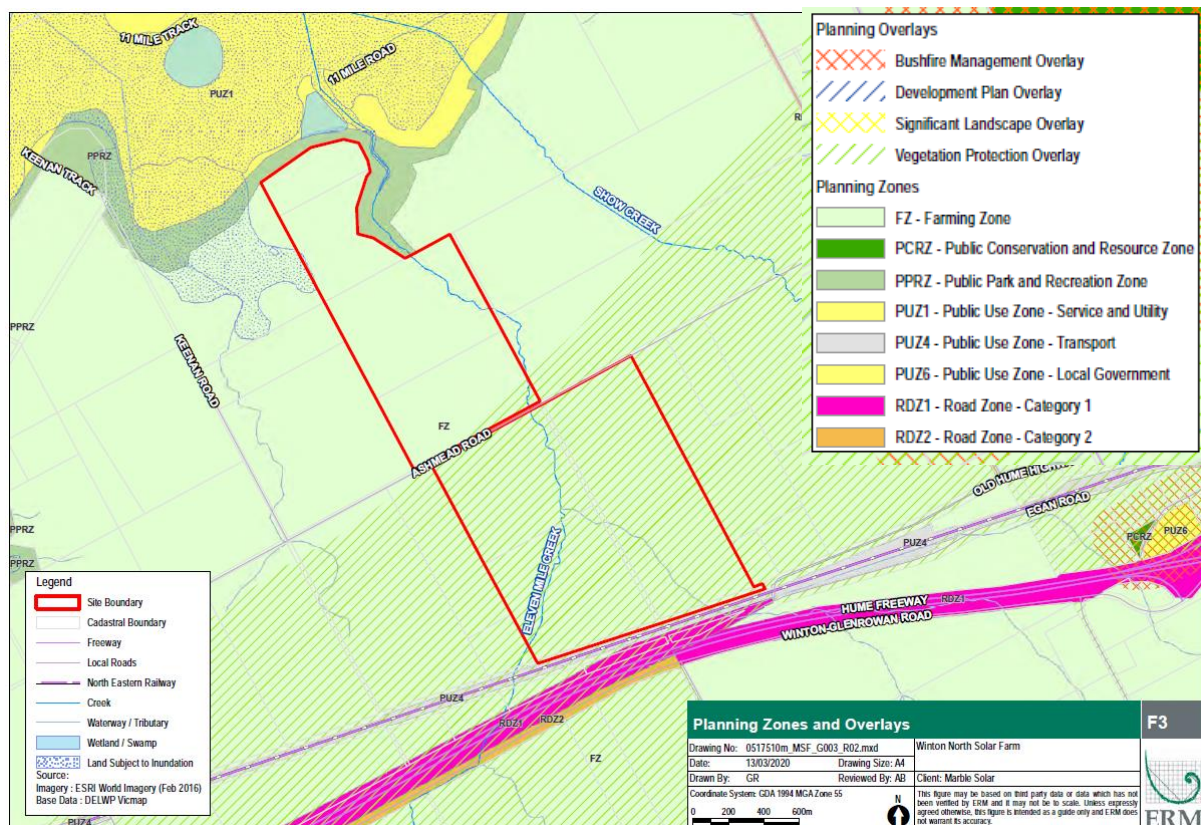 11 MILE TRACK
11 MILE ROAD
PUZ1
PPRZ
KEENAN TRACK
SHOW CREEK
PPRZ
KEENAN ROAD
FZ
ASHMEAD ROAD
ELEVEN MILE CREEK
PPRZ
PPRZ
OLD HUME HIGH
EGAN ROAD
PUZ4
PCRZ
PUZ6
HUME FREEWAY
RDZ1
WINTON-GLENROWAN ROAD
PUZ4
RDZ1
RDZ2
FZ
PUZ4
Planning Overlays
Bushfire Management Overlay
Development Plan Overlay
Significant Landscape Overlay
Vegetation Protection Overlay
Planning Zones
FZ - Farming Zone
PCRZ - Public Conservation and Resource Zone
PPRZ - Public Park and Recreation Zone
PUZ1 - Public Use Zone - Service and Utility
PUZ4 - Public Use Zone - Transport
PUZ6 - Public Use Zone - Local Government
RDZ1 - Road Zone - Category 1
RDZ2 - Road Zone - Category 2
Legend
Site Boundary
Cadastral Boundary
Freeway
Local Roads
North Eastern Railway
Creek
Waterway / Tributary
Wetland / Swamp
Land Subject to Inundation
Source:
Imagery : ESRI World Imagery (Feb 2016)
Base Data : DELWP Vicmap
Planning Zones and Overlays
F3
Drawing No: 0517510m_MSF_G003_R02.mxd
Winton North Solar Farm
Date: 13/03/2020 Drawing Size: A4
Drawn By: GR Reviewed By: AB
Client: Marble Solar
Coordinate System: GDA 1994 MGA Zone 55
N
0 200 400 600m
This figure may be based on third party data or data which has not
been verified by ERM and it may not be to scale. Unless expressly
agreed otherwise, this figure is intended as a guide only and ERM does
not warrant its accuracy.
ERM